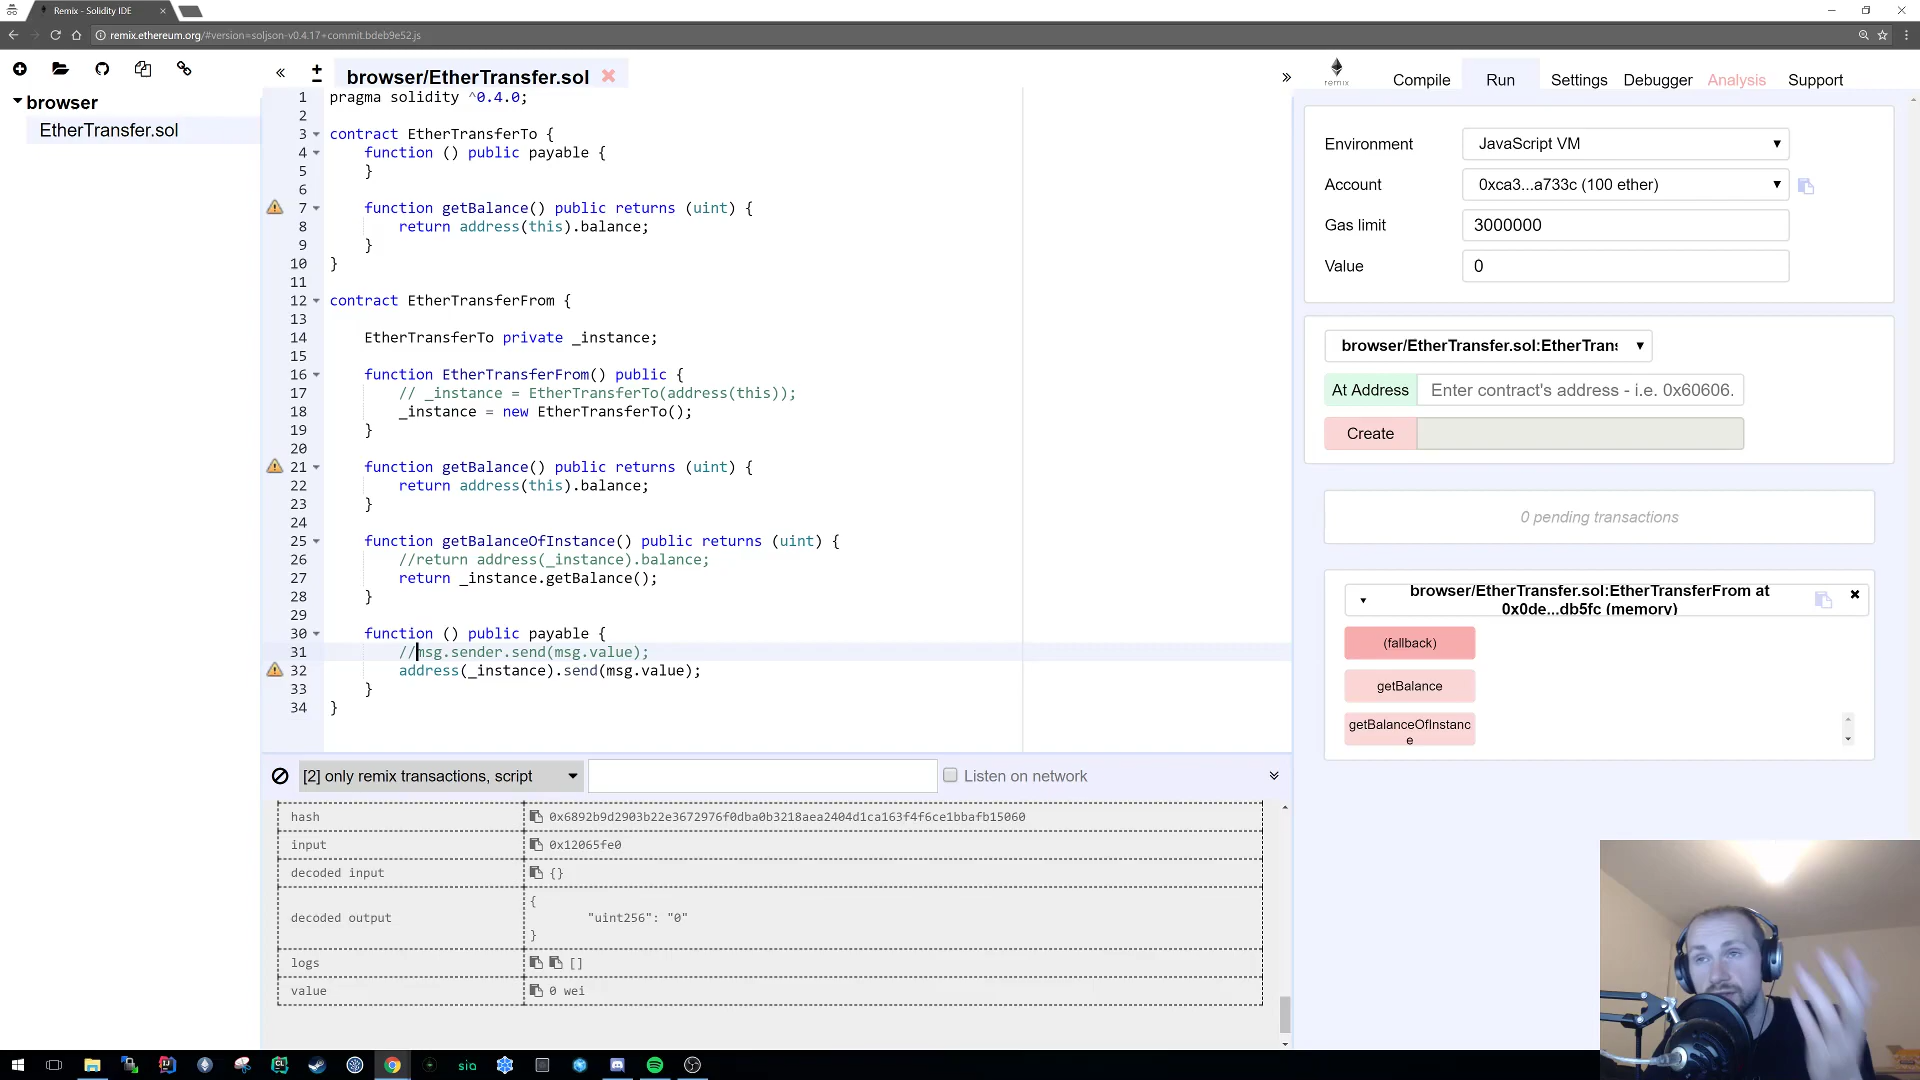 Remix - Solidity IDE
remix.ethereum.org/#version=soljson-v0.4.17+commit.bdeb9e52.js
browser
EtherTransfer.sol
browser/EtherTransfer.sol
1 pragma solidity ^0.4.0;
2
3 contract EtherTransferTo {
4 function () public payable {
5 }
6
7 function getBalance() public returns (uint) {
8 return address(this).balance;
9 }
10 }
11
12 contract EtherTransferFrom {
13
14 EtherTransferTo private _instance;
15
16 function EtherTransferFrom() public {
17 // _instance = EtherTransferTo(address(this));
18 _instance = new EtherTransferTo();
19 }
20
21 function getBalance() public returns (uint) {
22 return address(this).balance;
23 }
24
25 function getBalanceOfInstance() public returns (uint) {
26 //return address(_instance).balance;
27 return _instance.getBalance();
28 }
29
30 function () public payable {
31 //msg.sender.send(msg.value);
32 address(_instance).send(msg.value);
33 }
34 }
[2] only remix transactions, script
Listen on network
hash 0x6892b9d2903b22e3672976f0dba0b3218aea2404d1ca163f4f6ce1bbafb15060
input 0x12065fe0
decoded input {}
decoded output {
"uint256": "0"
}
logs []
value 0 wei
remix
Compile Run Settings Debugger Analysis Support
Environment JavaScript VM
Account 0xca3...a733c (100 ether)
Gas limit 3000000
Value 0
browser/EtherTransfer.sol:EtherTrans
At Address Enter contract's address - i.e. 0x60606.
Create
0 pending transactions
browser/EtherTransfer.sol:EtherTransferFrom at
0x0de...db5fc (memory)
(fallback)
getBalance
getBalanceOfInstanc
e
sia